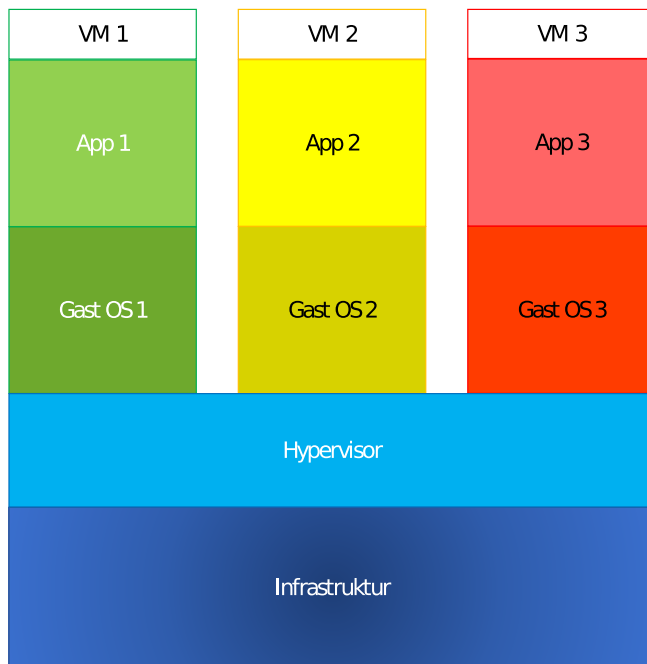 VM 1
VM 2
VM 3
App 1
App 2
App 3
Gast OS 1
Gast OS 2
Gast OS 3
Hypervisor
Infrastruktur